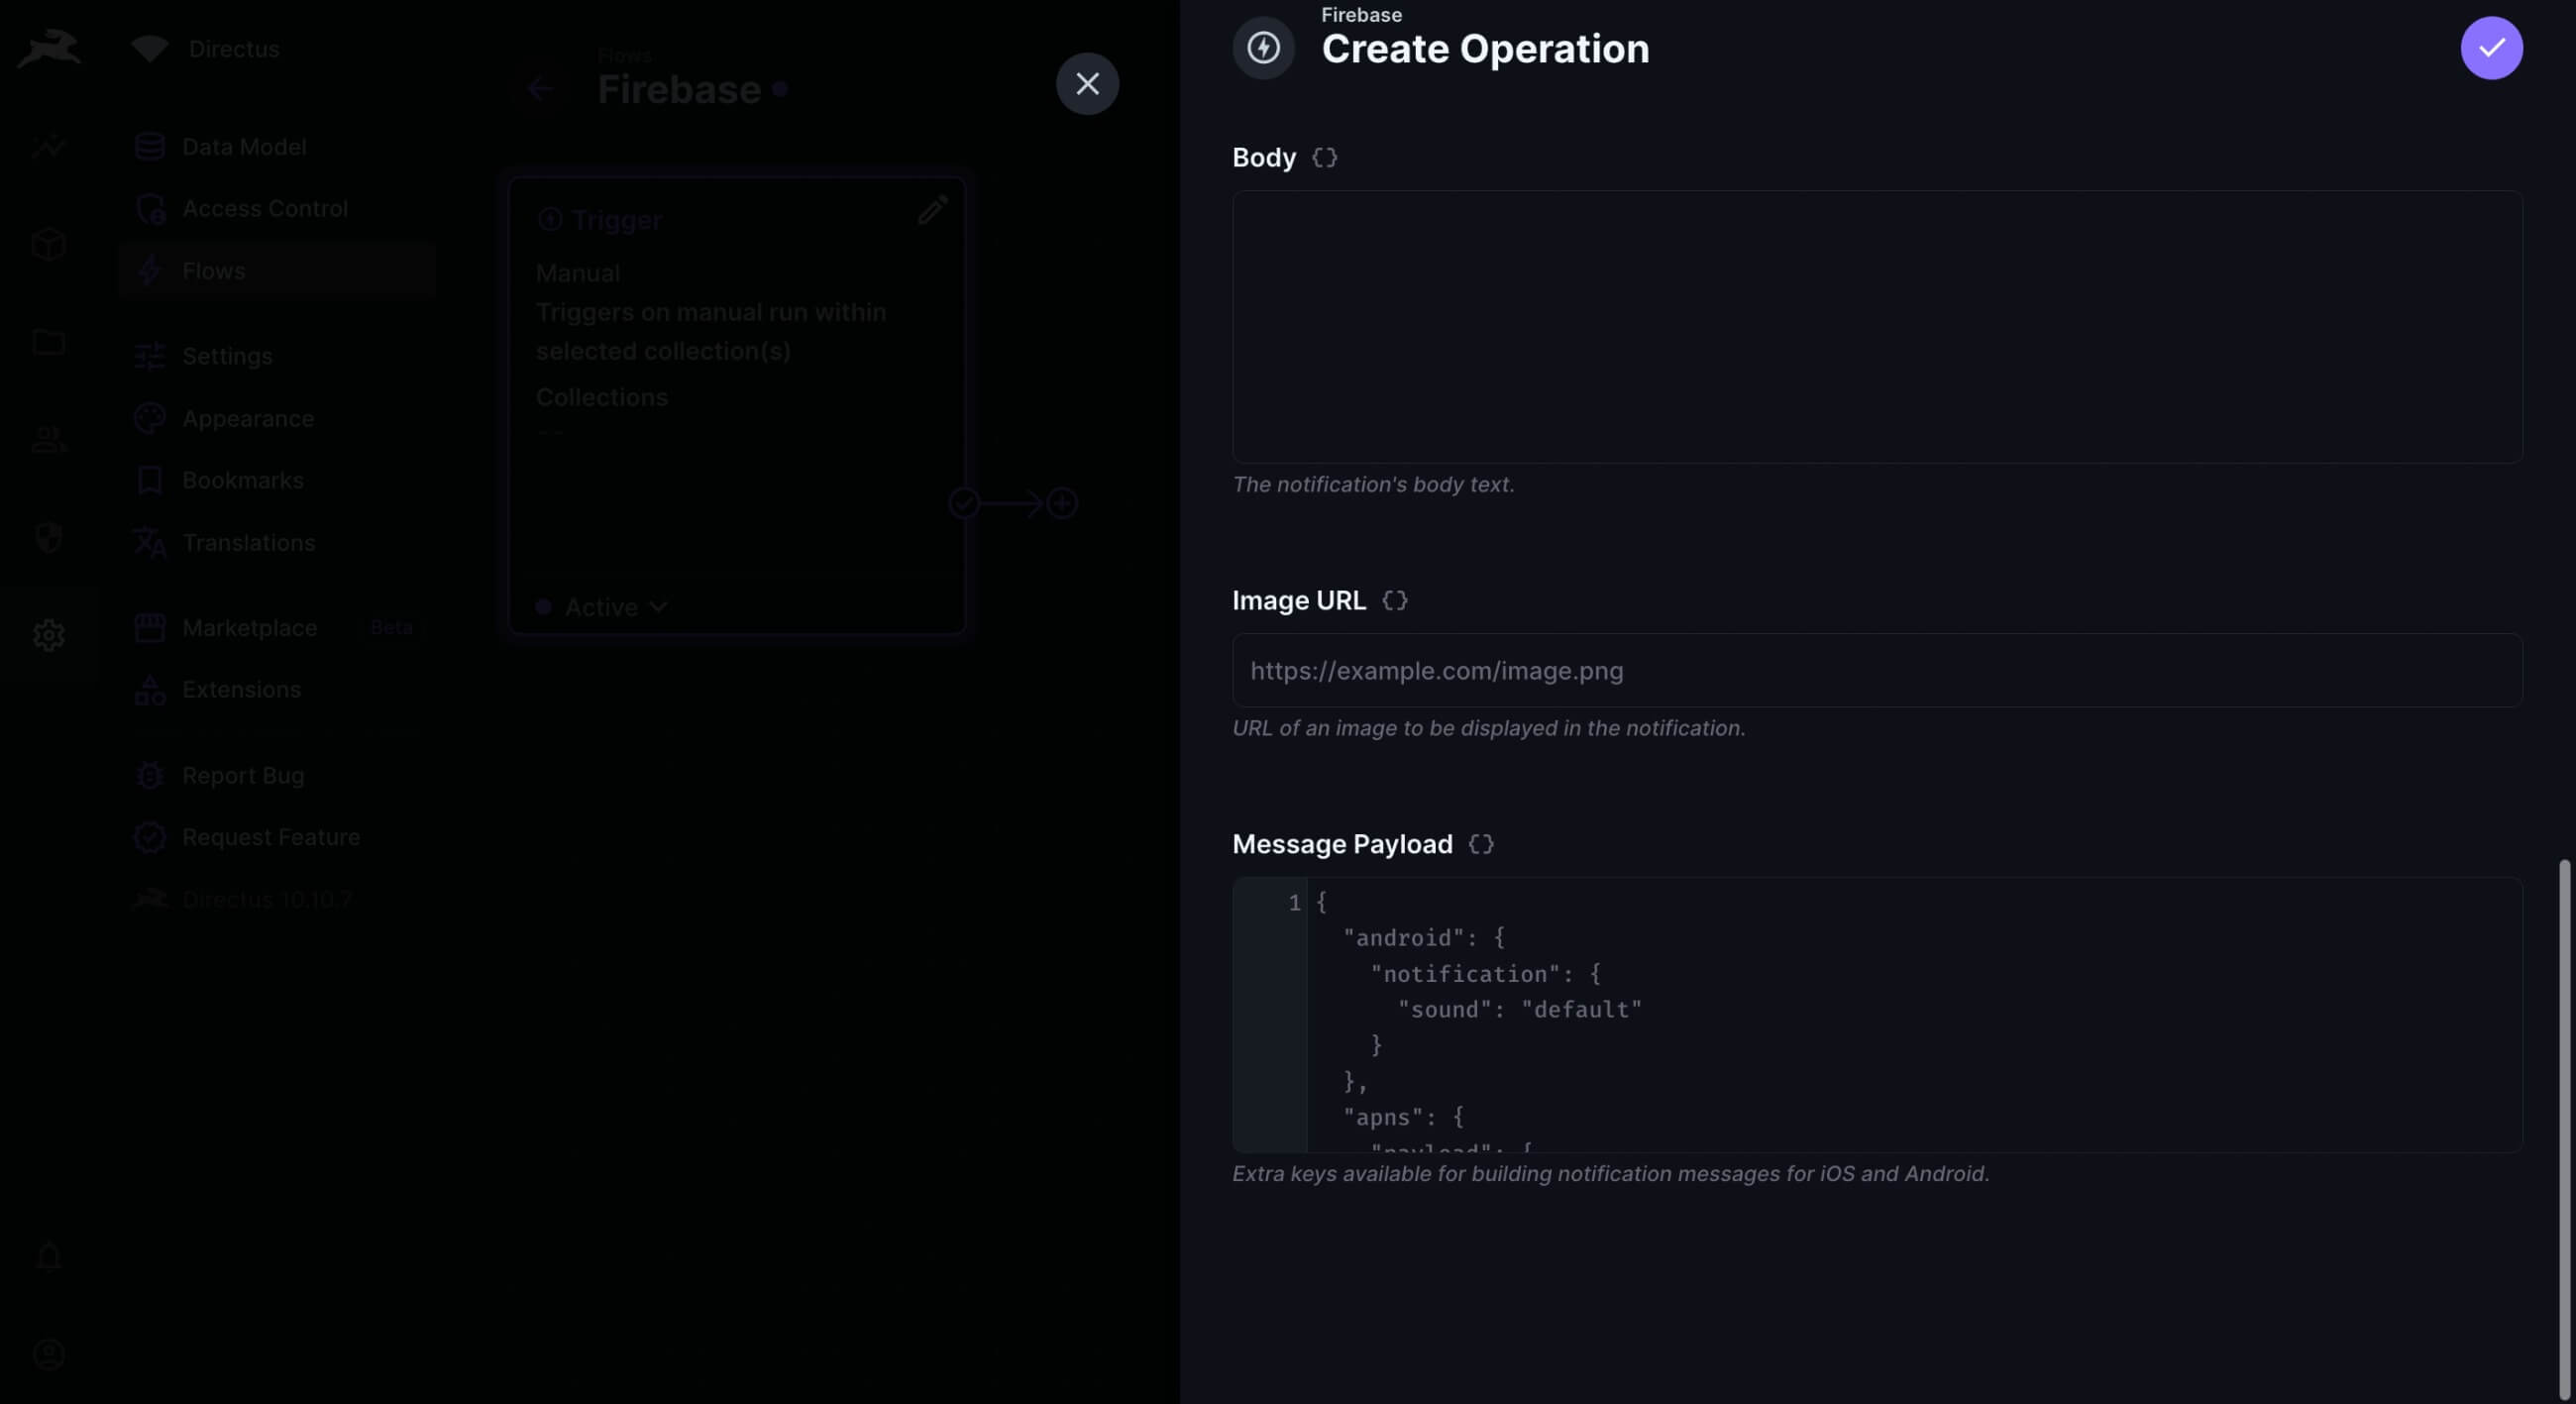 Directus
Data Model
Access Control
Flows
Settings
Appearance
Bookmarks
Translations
Marketplace Beta
Extensions
Report Bug
Request Feature
Directus 10.10.7
Flows
Firebase
Trigger
Manual
Triggers on manual run within
selected collection(s)
Collections
--
Active
Firebase
Create Operation
Body {}
The notification's body text.
Image URL {}
https://example.com/image.png
URL of an image to be displayed in the notification.
Message Payload {}
1 {
"android": {
"notification": {
"sound": "default"
}
},
"apns": {
"payload": {
Extra keys available for building notification messages for iOS and Android.